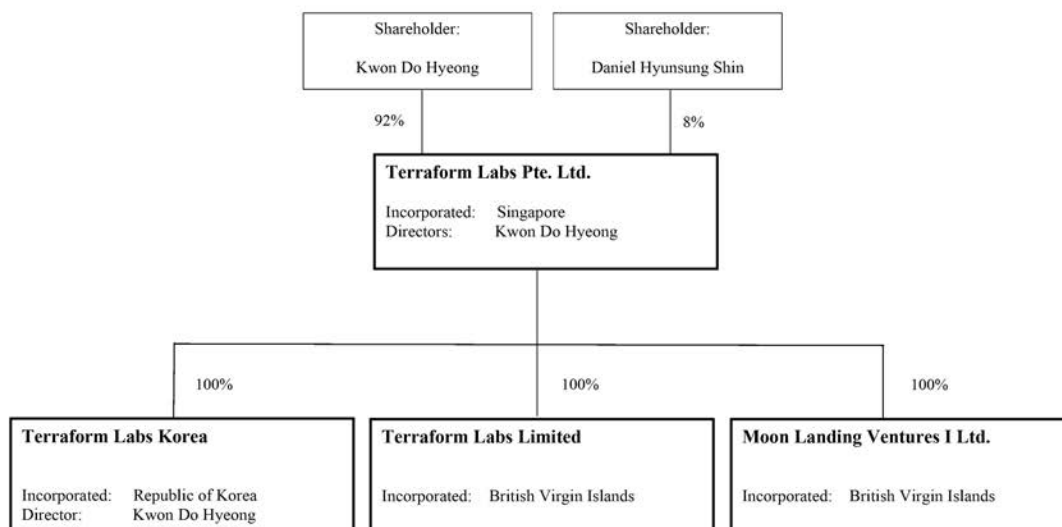 Shareholder:
Kwon Do Hyeong
Shareholder:
Daniel Hyunsung Shin
92%
8%
Terraform Labs Pte. Ltd.
Incorporated: Singapore
Directors: Kwon Do Hyeong
100%
100%
100%
Terraform Labs Korea
Incorporated: Republic of Korea
Director: Kwon Do Hyeong
Terraform Labs Limited
Incorporated: British Virgin Islands
Moon Landing Ventures I Ltd.
Incorporated: British Virgin Islands